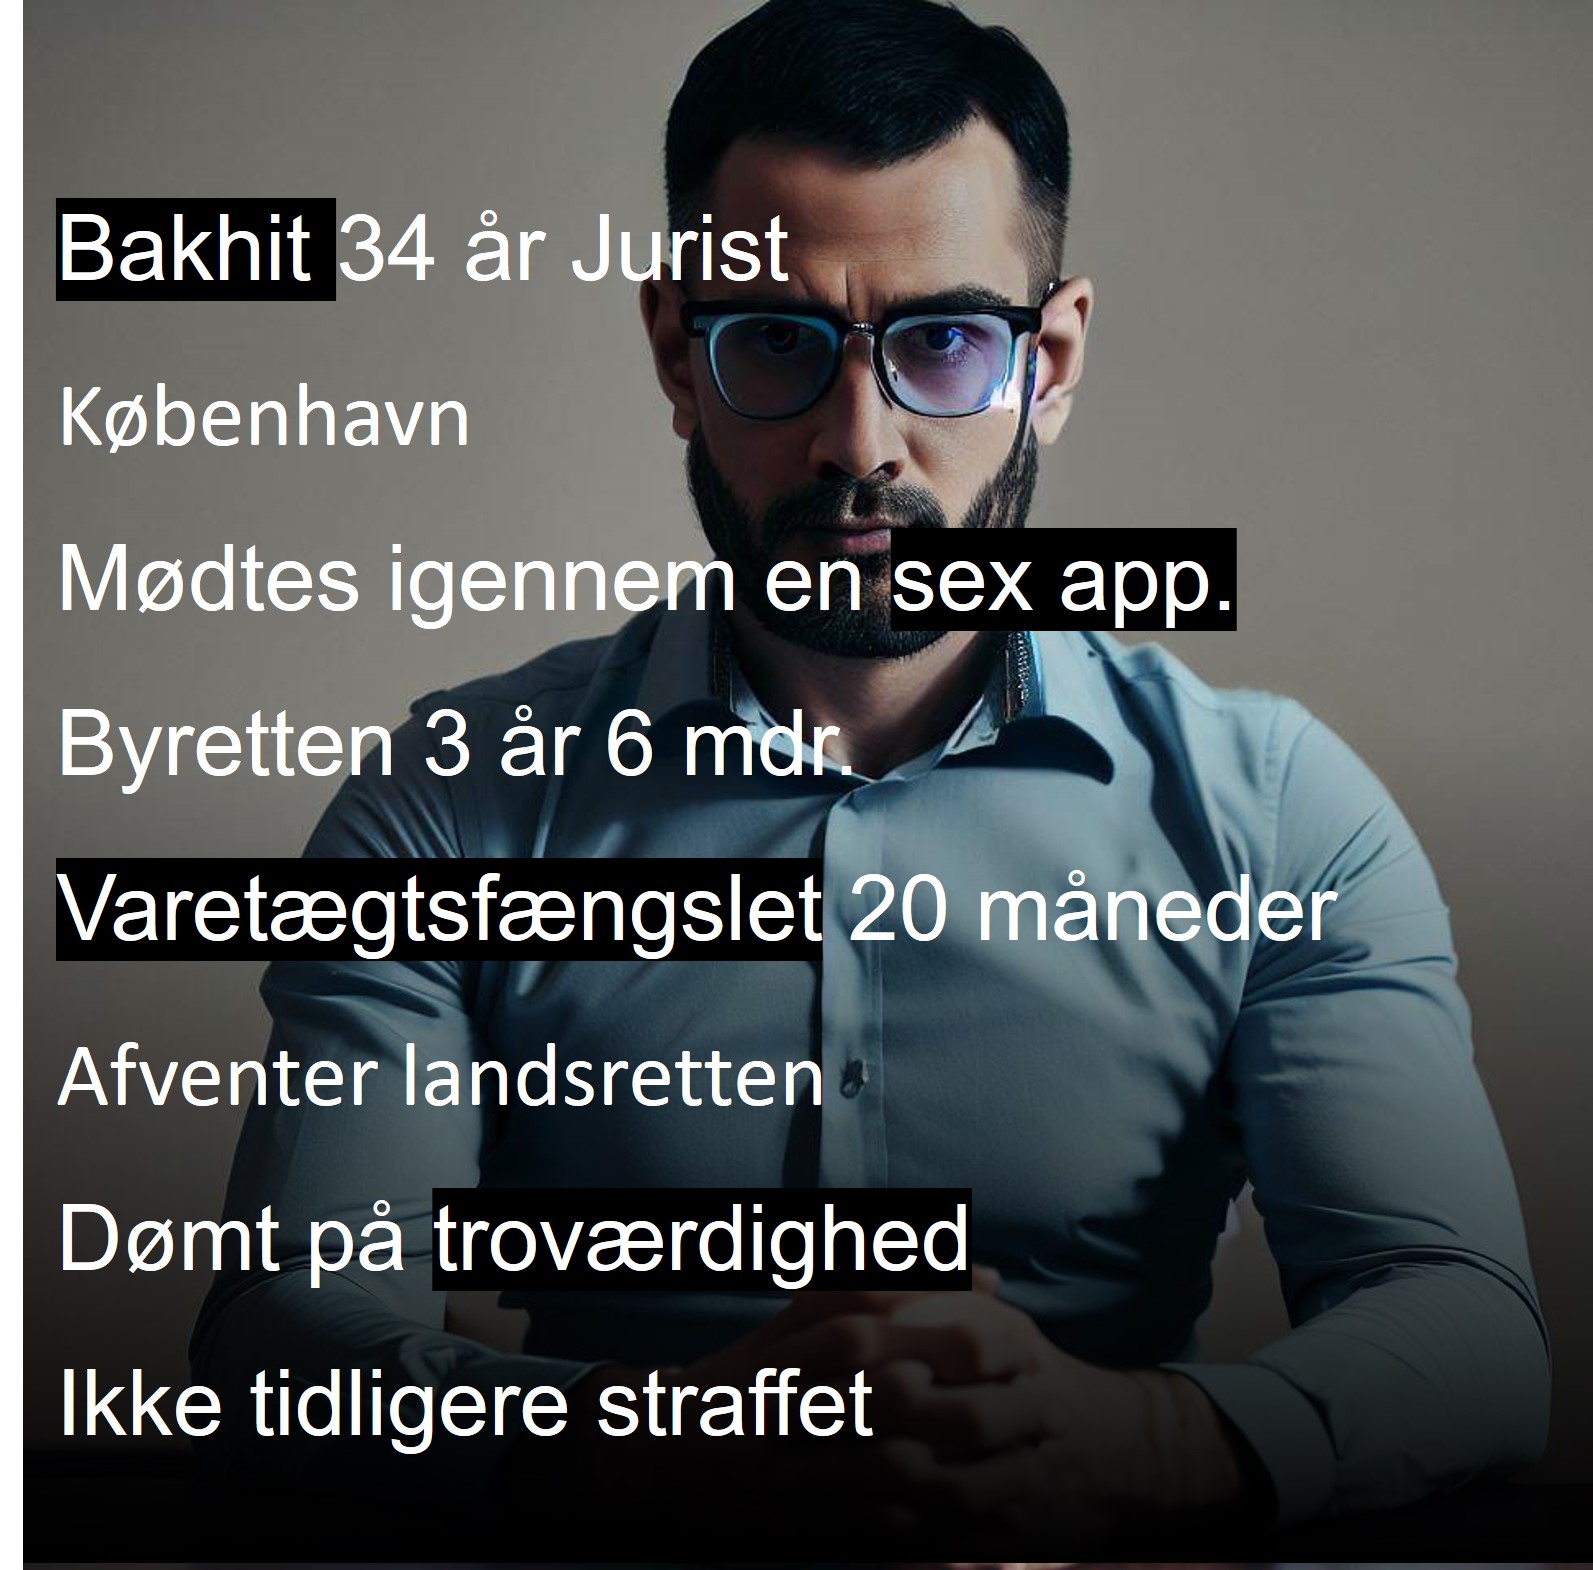 Bakhit 34 år Jurist
København
Mødtes igennem en sex app.
Byretten 3 år 6 mdr.
Varetægtsfængslet 20 måneder
Afventer landsretten
Dømt på troværdighed
Ikke tidligere straffet